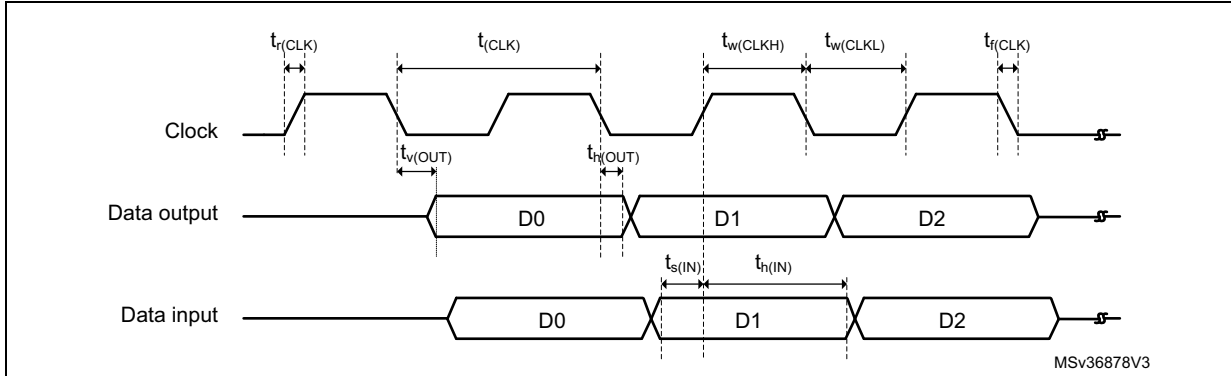 tr(CLK) t(CLK) tw(CLKH) tw(CLKL) tf(CLK)
Clock
tv(OUT) th(OUT)
Data output D0 D1 D2
ts(IN) th(IN)
Data input D0 D1 D2
MSv36878V3